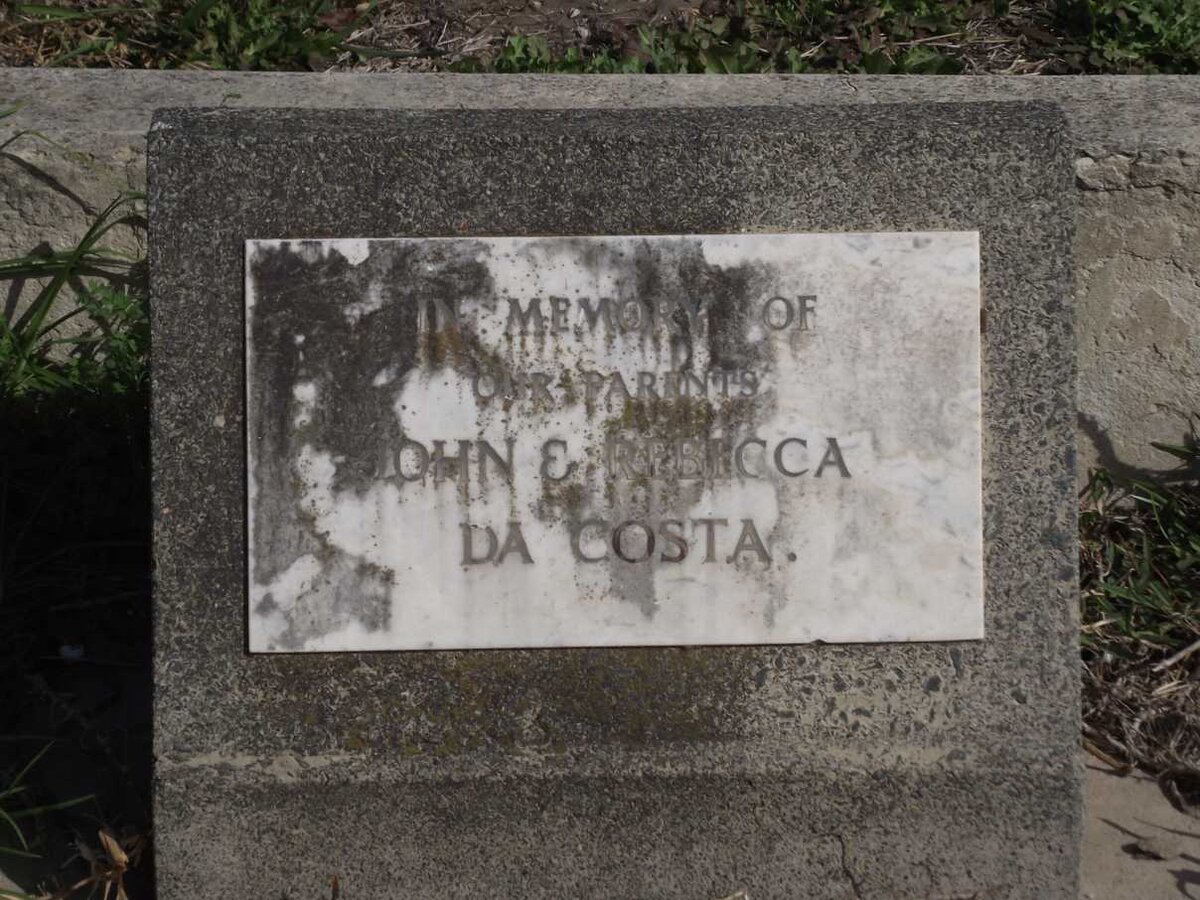 IN MEMORY OF
OUR PARENTS
JOHN & REBECCA
DA COSTA.